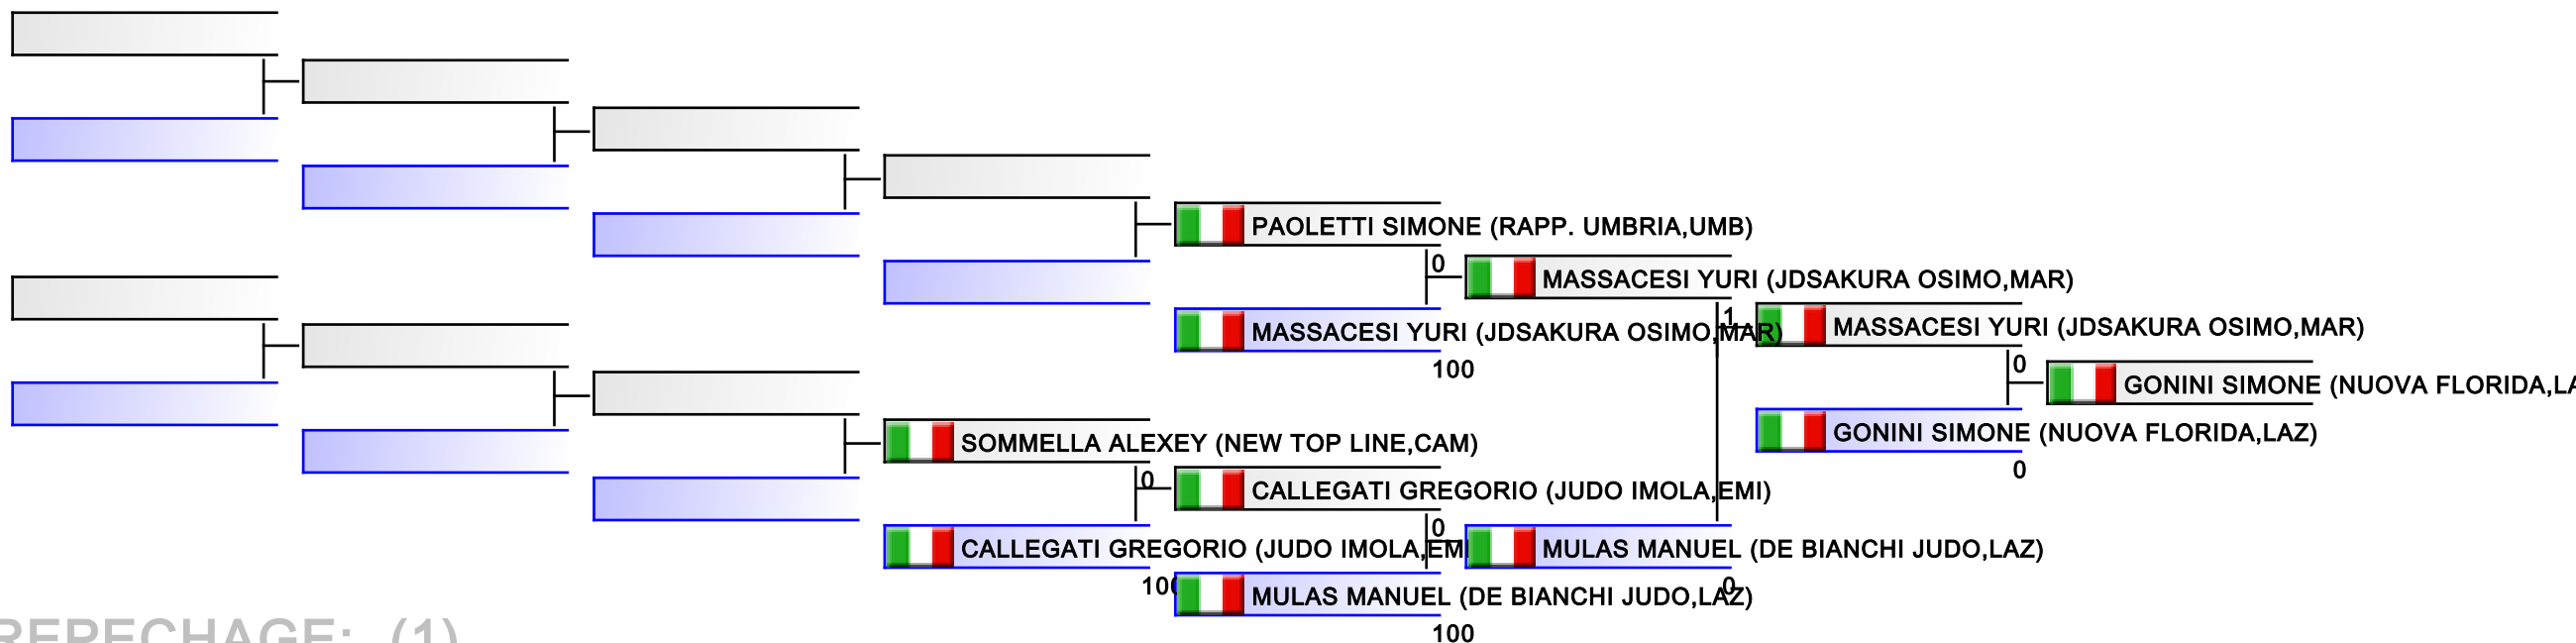 PAOLETTI SIMONE (RAPP. UMBRIA,UMB)
0
MASSACESI YURI (JDSAKURA OSIMO,MAR)
MASSACESI YURI (JDSAKURA OSIMO,MAR)
100
1
MASSACESI YURI (JDSAKURA OSIMO,MAR)
0
GONINI SIMONE (NUOVA FLORIDA,LA
GONINI SIMONE (NUOVA FLORIDA,LAZ)
0
SOMMELLA ALEXEY (NEW TOP LINE,CAM)
0
CALLEGATI GREGORIO (JUDO IMOLA,EMI)
CALLEGATI GREGORIO (JUDO IMOLA,EMI
100
0
MULAS MANUEL (DE BIANCHI JUDO,LAZ)
0
MULAS MANUEL (DE BIANCHI JUDO,LAZ)
100
REPECHAGE: (1)